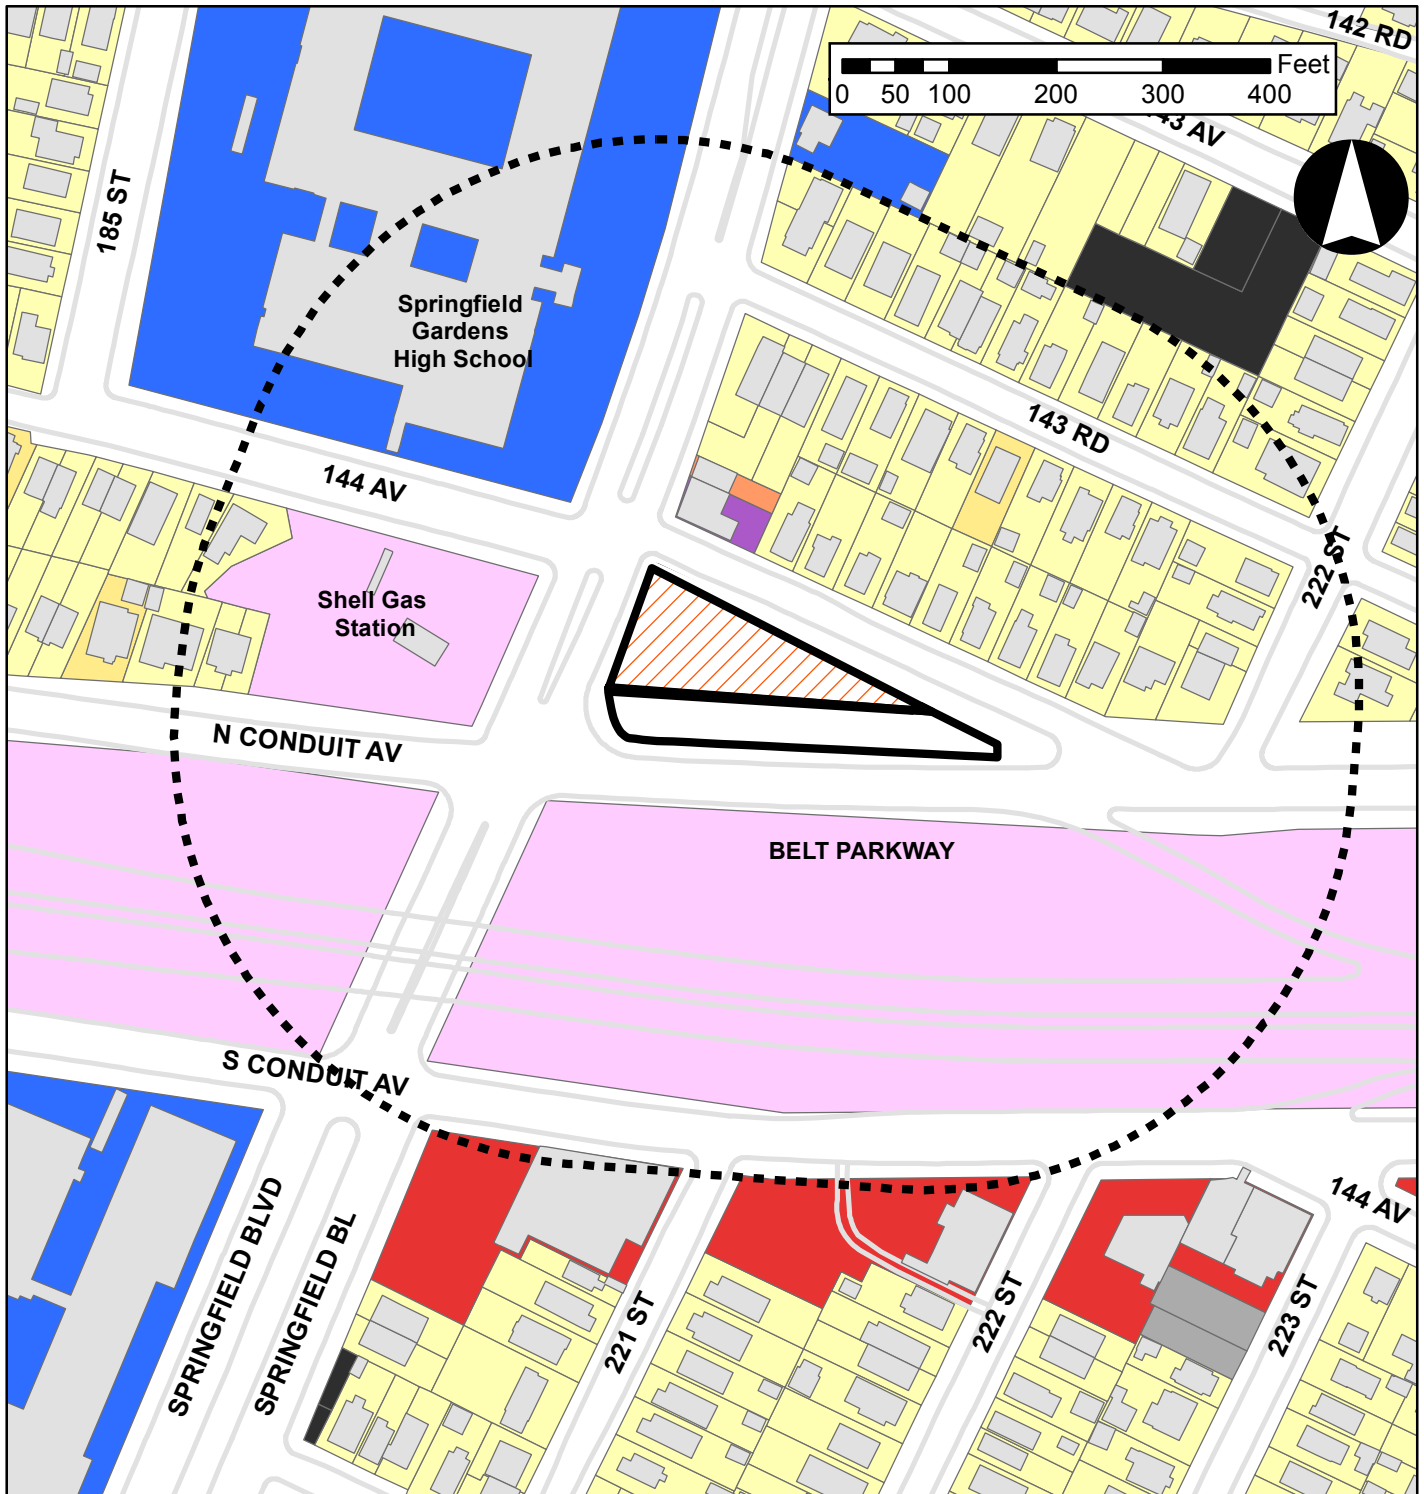 142 RD
Feet
0 50 100 200 300 400
143 AV
185 ST
Springfield
Gardens
High School
143 RD
144 AV
222 ST
Shell Gas
Station
N CONDUIT AV
BELT PARKWAY
S CONDUIT AV
144 AV
SPRINGFIELD BLVD
SPRINGFIELD BL
221 ST
222 ST
223 ST